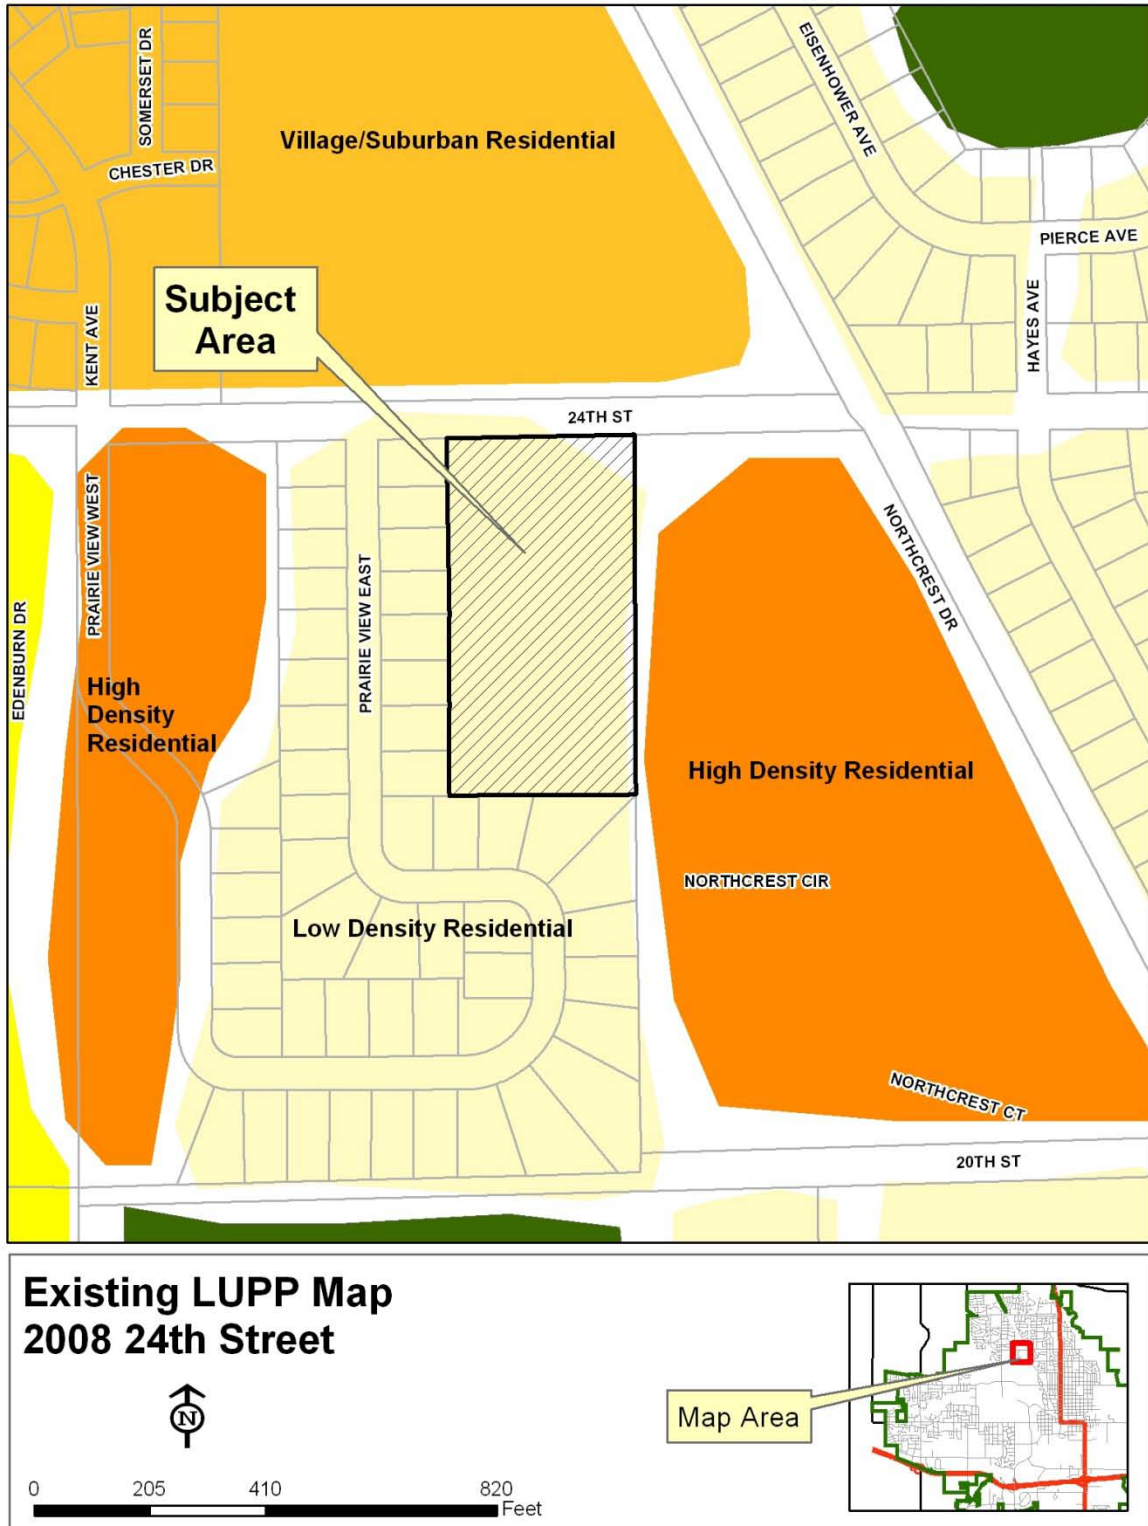 SOMERSET DR
EISENHOWER AVE
Village/Suburban Residential
CHESTER DR
PIERCE AVE
Subject
Area
KENT AVE
HAYES AVE
24TH ST
PRAIRIE VIEW WEST
NORTHCREST DR
PRAIRIE VIEW EAST
EDENBURN DR
High
Density
Residential
High Density Residential
NORTHCREST CIR
Low Density Residential
NORTHCREST CT
20TH ST
Existing LUPP Map
2008 24th Street
N
Map Area
0 205 410 820
Feet